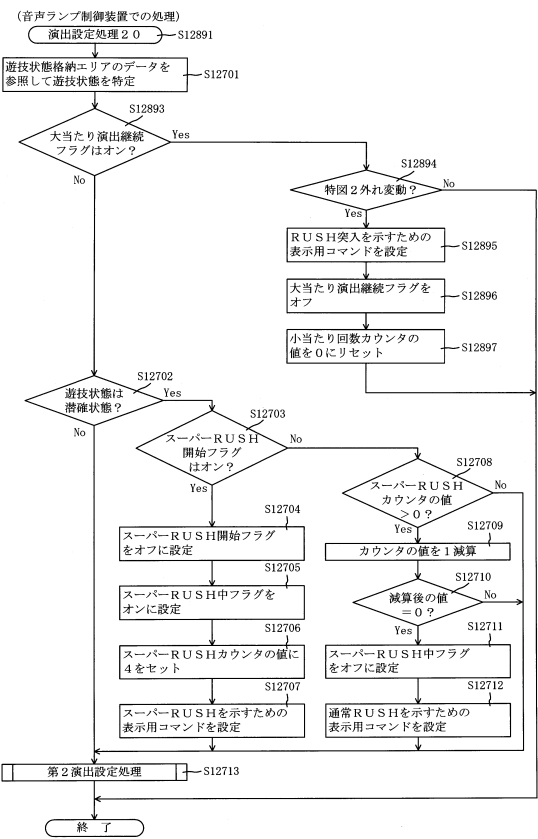 （音声ランプ制御装置での処理）
演出設定処理２０
S12891
遊技状態格納エリアのデータを
参照して遊技状態を特定
S12701
S12893
大当たり演出継続
フラグはオン？
Yes
No
S12894
特図２外れ変動？
No
Yes
ＲＵＳＨ突入を示すための
表示用コマンドを設定
S12895
大当たり演出継続フラグを
オフ
S12896
小当たり回数カウンタの
値を０にリセット
S12897
S12702
遊技状態は
潜確状態？
Yes
No
S12703
スーパーＲＵＳＨ
開始フラグ
はオン？
No
Yes
S12708
スーパーＲＵＳＨ
カウンタの値
＞０？
No
Yes
S12704
スーパーＲＵＳＨ開始フラグ
をオフに設定
S12709
カウンタの値を１減算
S12705
スーパーＲＵＳＨ中フラグを
オンに設定
S12710
減算後の値
＝０？
No
Yes
S12706
スーパーＲＵＳＨカウンタの値に
４をセット
S12711
スーパーＲＵＳＨ中フラグ
をオフに設定
S12707
スーパーＲＵＳＨを示すための
表示用コマンドを設定
S12712
通常ＲＵＳＨを示すための
表示用コマンドを設定
第２演出設定処理
S12713
終 了